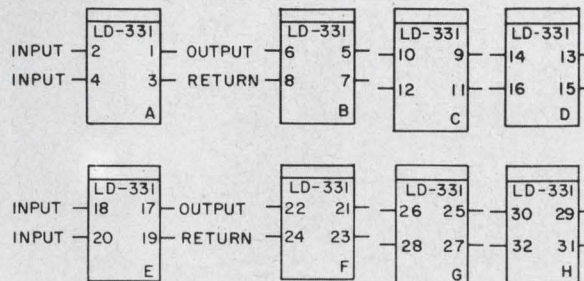 LD-331 LD-331 LD-331 LD-331
INPUT 2 1 OUTPUT 6 5 10 9 14 13
INPUT 4 3 RETURN 8 7 12 11 16 15
A B C D
LD-331 LD-331 LD-331 LD-331
INPUT 18 17 OUTPUT 22 21 26 25 30 29
INPUT 20 19 RETURN 24 23 28 27 32 31
E F G H